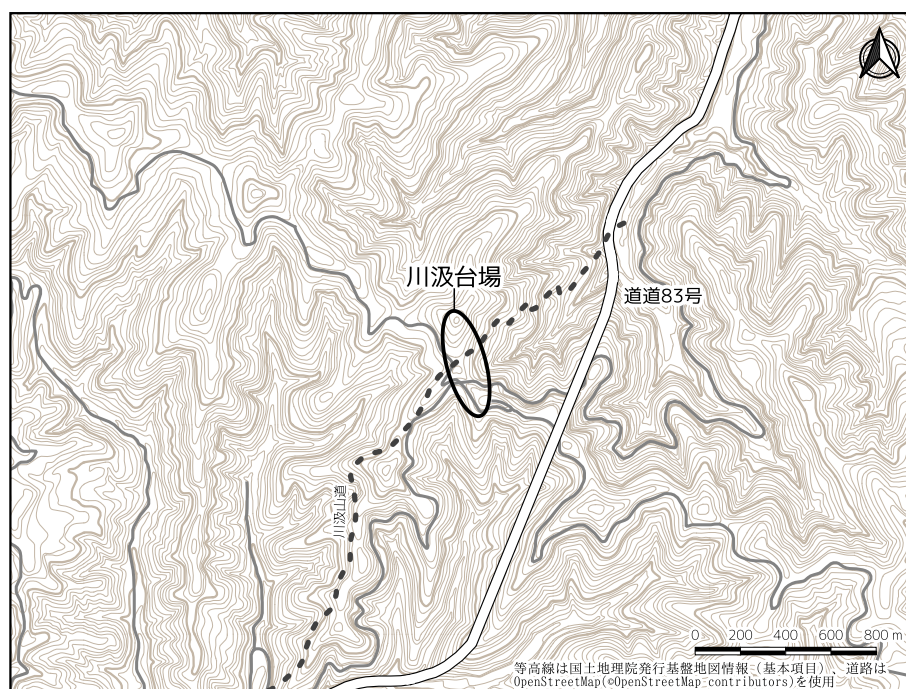 川汲台場
道道83号
川汲山道
0 200 400 600 800 m
等高線は国土地理院発行基盤地図情報（基本項目） 道路は
OpenStreetMap(©OpenStreetMap contributors)を使用